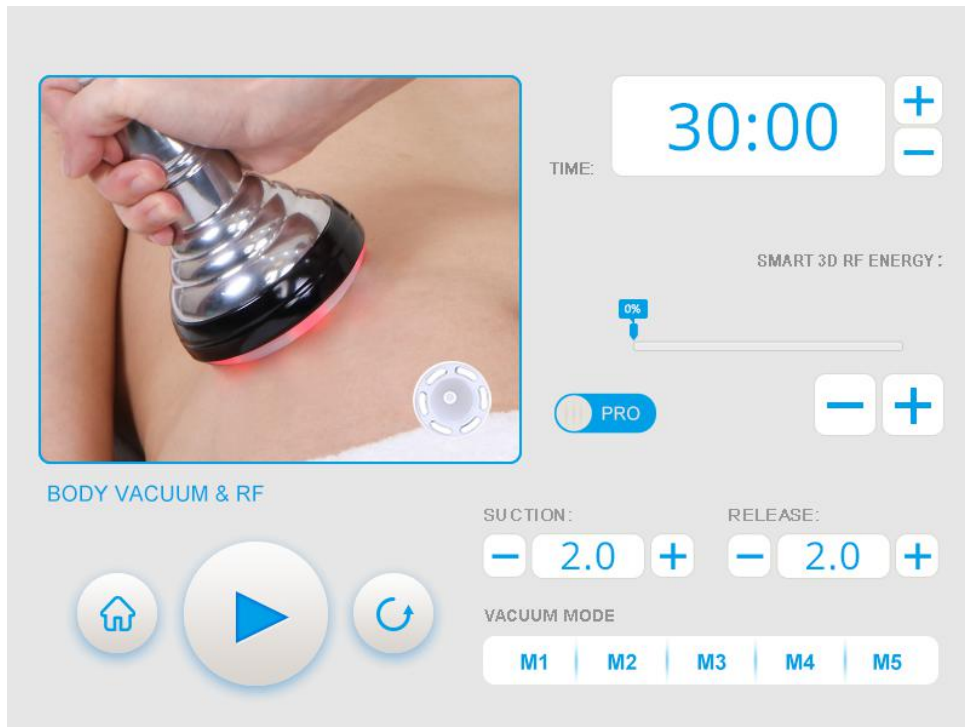 30:00
TIME:
SMART 3D RF ENERGY:
0%
PRO
BODY VACUUM & RF
SUCTION:
RELEASE:
2.0
2.0
VACUUM MODE
M1 M2 M3 M4 M5